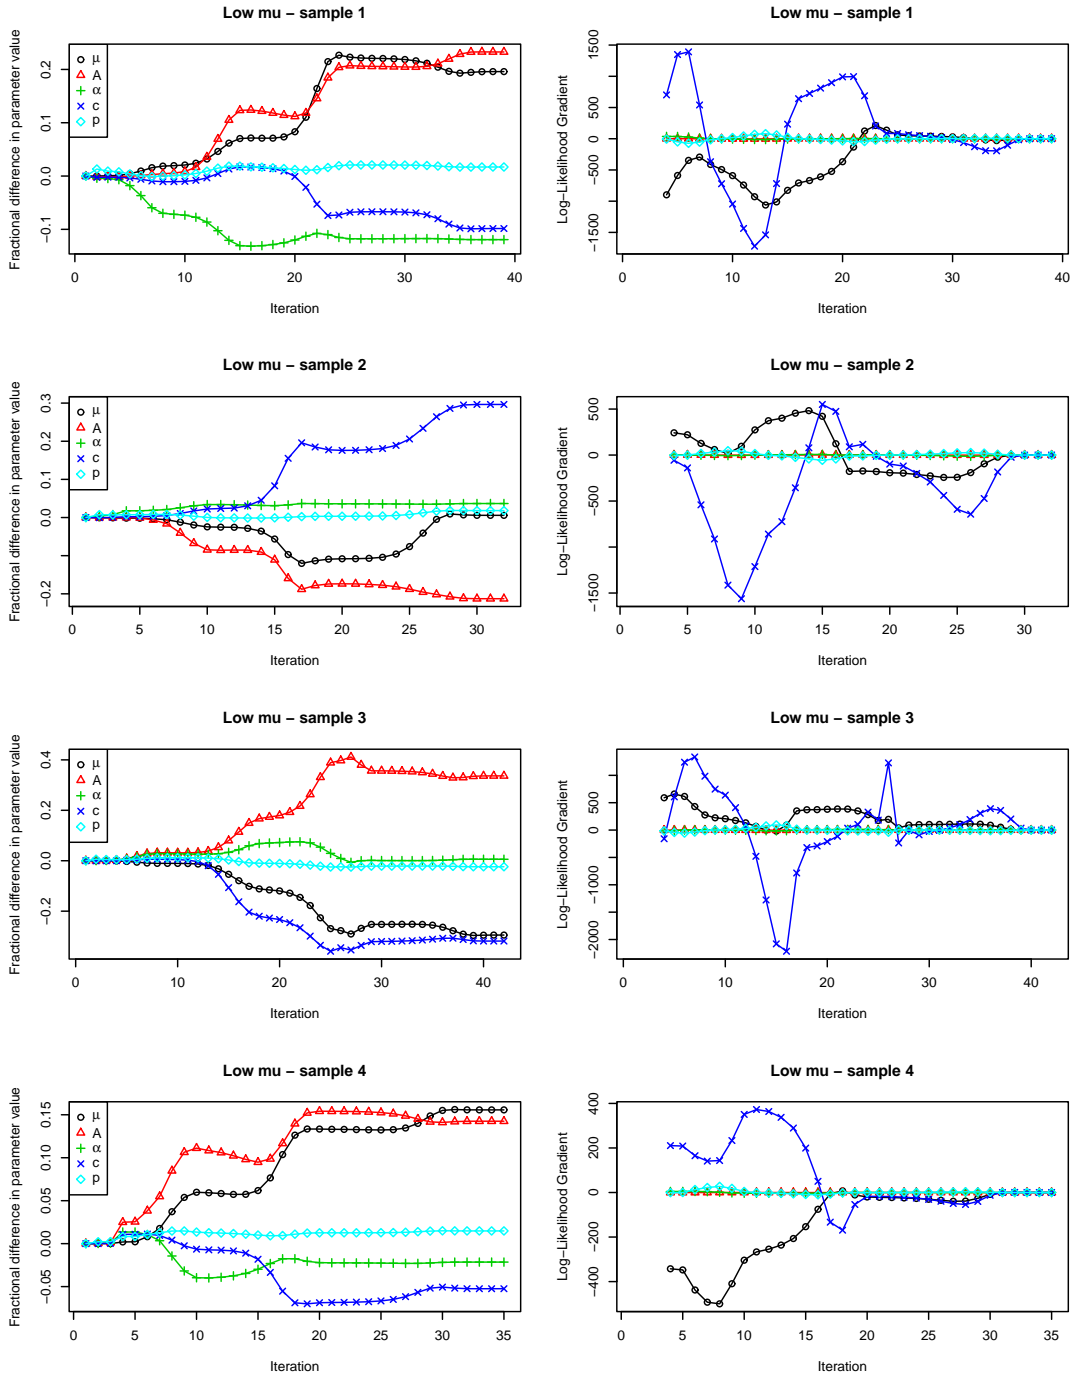 Low mu – sample 1
Fractional difference in parameter value
−0.1 0.0 0.1 0.2
μ
A
α
c
p
0 10 20 30 40
Iteration
Low mu – sample 1
Log−Likelihood Gradient
−1500 −500 0 500 1500
0 10 20 30 40
Iteration
Low mu – sample 2
Fractional difference in parameter value
−0.2 0.0 0.1 0.2 0.3
μ
A
α
c
p
0 5 10 15 20 25 30
Iteration
Low mu – sample 2
Log−Likelihood Gradient
−1500 −500 0 500
0 5 10 15 20 25 30
Iteration
Low mu – sample 3
Fractional difference in parameter value
−0.2 0.0 0.2 0.4
μ
A
α
c
p
0 10 20 30 40
Iteration
Low mu – sample 3
Log−Likelihood Gradient
−2000 −1000 0 500
0 10 20 30 40
Iteration
Low mu – sample 4
Fractional difference in parameter value
−0.05 0.00 0.05 0.10 0.15
μ
A
α
c
p
0 5 10 15 20 25 30 35
Iteration
Low mu – sample 4
Log−Likelihood Gradient
−400 −200 0 200 400
0 5 10 15 20 25 30 35
Iteration